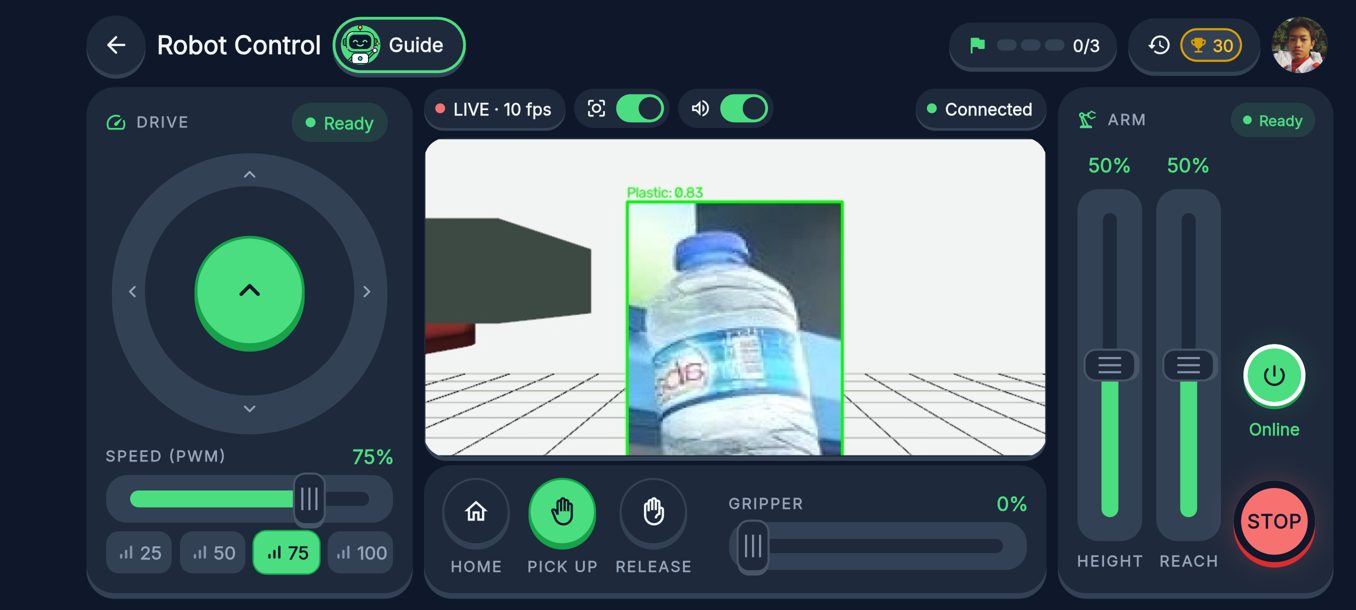 Robot Control
Guide
0/3
30
DRIVE
Ready
SPEED (PWM)
75%
25
50
75
100
LIVE · 10 fps
Connected
Plastic: 0.83
HOME
PICK UP
RELEASE
GRIPPER
0%
ARM
Ready
50%
50%
HEIGHT
REACH
Online
STOP